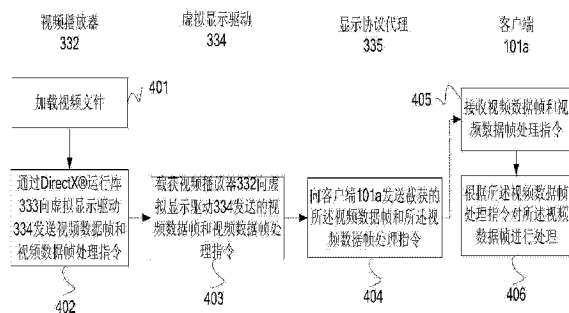 视频播放器
332
虚拟显示驱动
334
显示协议代理
335
客户端
101a
401
加载视频文件
405
接收视频数据帧和视
频数据帧处理指令
通过DirectX®运行库
333向虚拟显示驱动
334发送视频数据帧和
视频数据帧处理指令
402
截获视频播放器332向虚
拟显示驱动334发送的视
频数据帧和视频数据帧处
理指令
403
向客户端101a发送截获的
所述视频数据帧和所述视
频数据帧处理指令
404
根据所述视频数据帧
处理指令对所述视频
数据帧进行处理
406